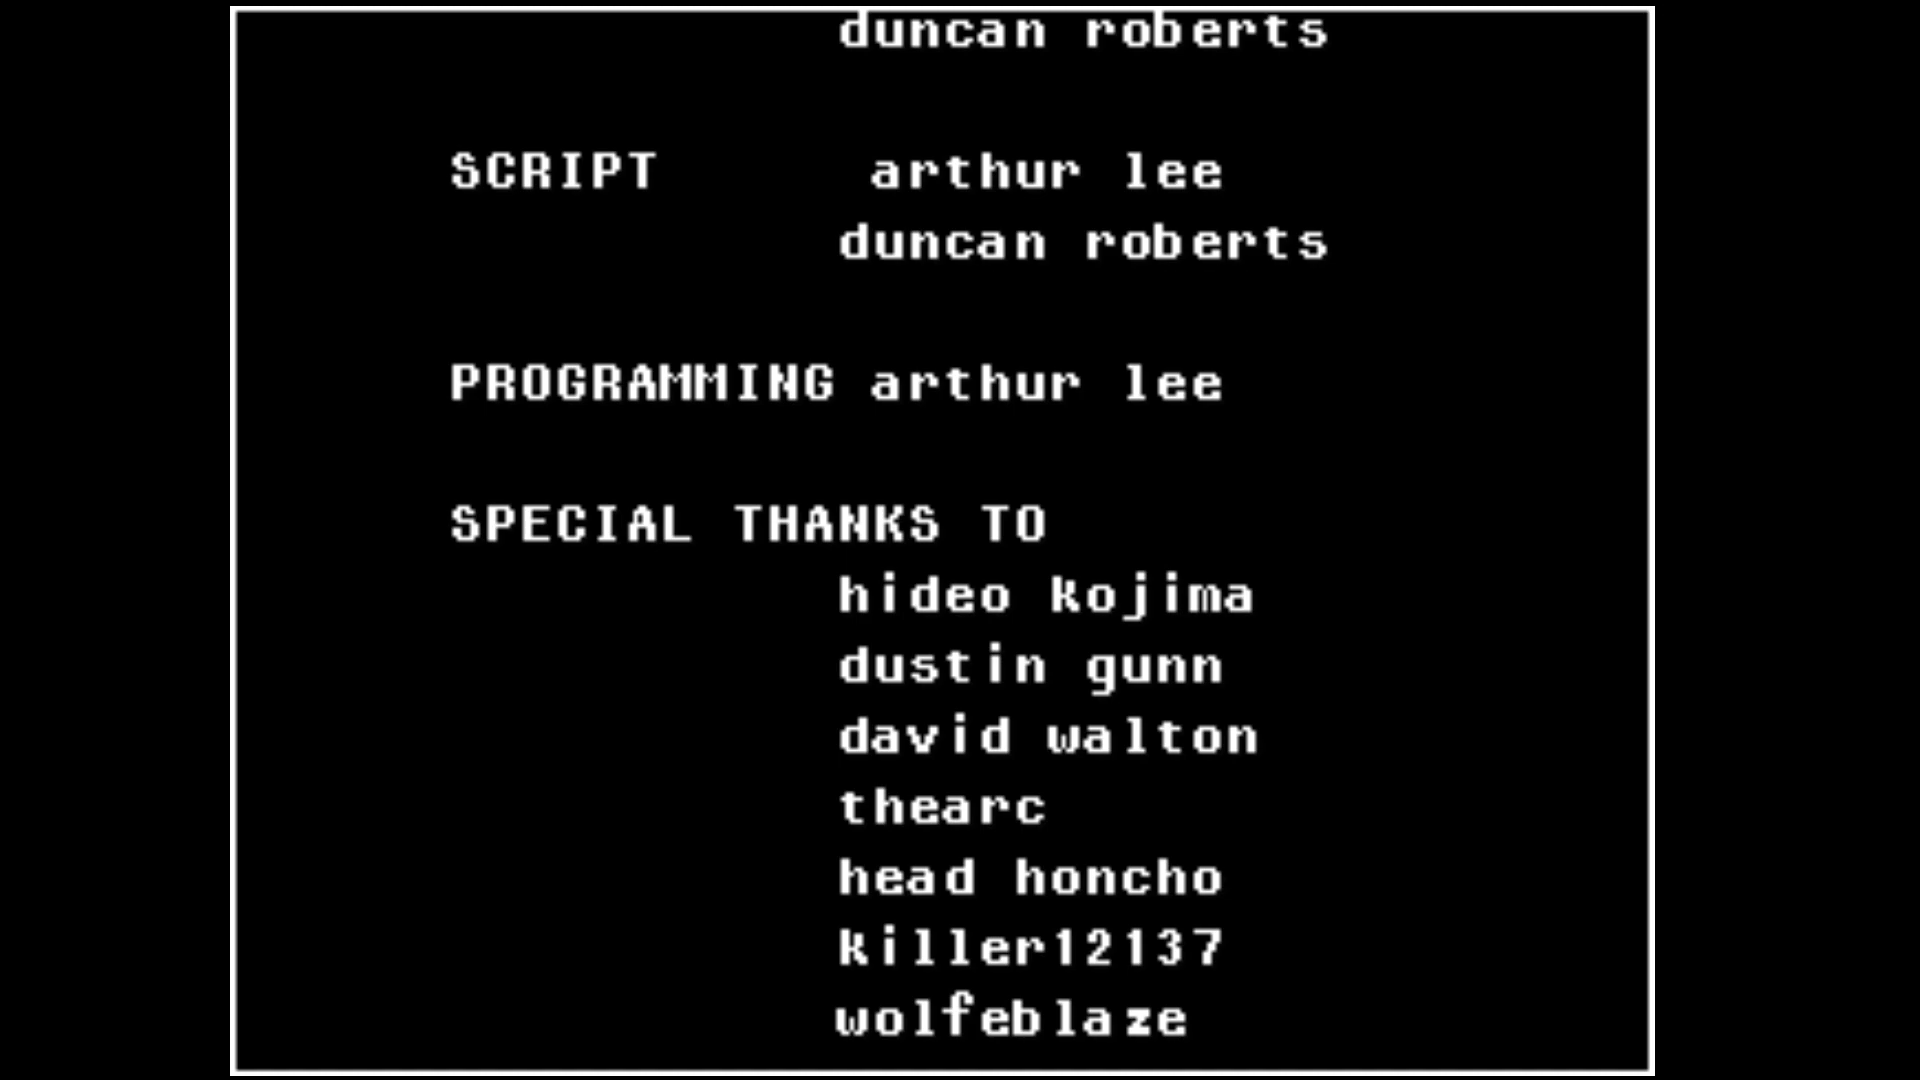 duncan roberts
SCRIPT arthur lee
duncan roberts
PROGRAMMING arthur lee
SPECIAL THANKS TO
hideo kojima
dustin gunn
david walton
thearc
head honcho
killer12137
wolfeblaze